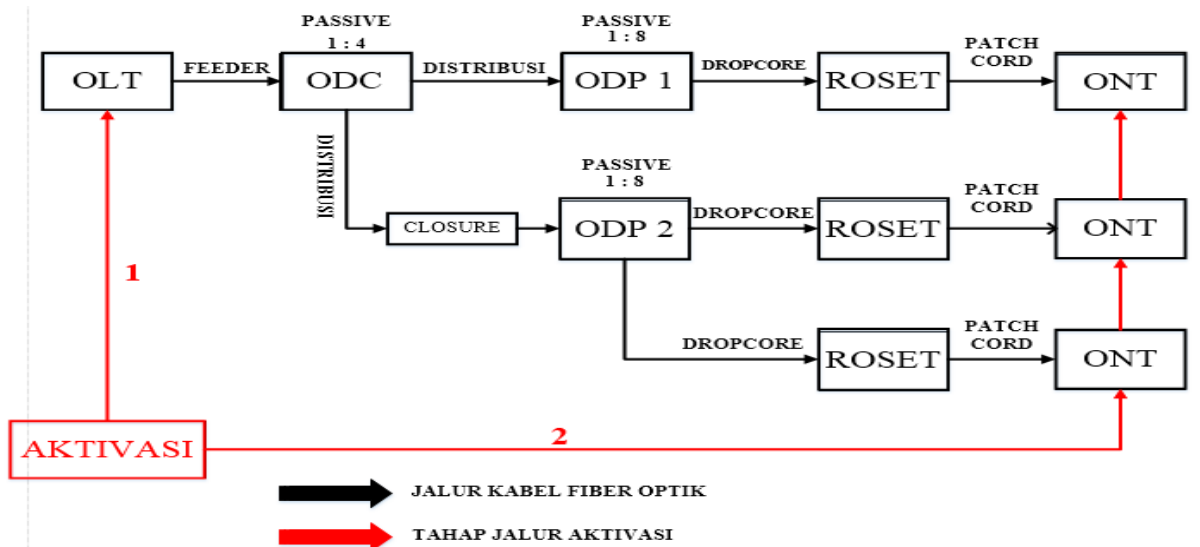 PASSIVE
1 : 4
PASSIVE
1 : 8
OLT
FEEDER
ODC
DISTRIBUSI
ODP 1
DROPCORE
ROSET
PATCH
CORD
ONT
DISTRIBUSI
PASSIVE
1 : 8
CLOSURE
ODP 2
DROPCORE
ROSET
PATCH
CORD
ONT
1
DROPCORE
ROSET
PATCH
CORD
ONT
AKTIVASI
2
JALUR KABEL FIBER OPTIK
TAHAP JALUR AKTIVASI